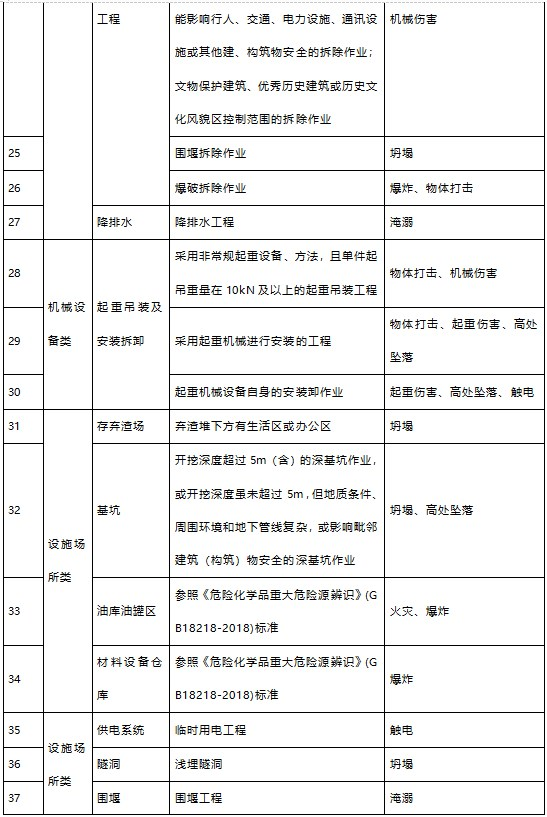 工程
能影响行人、交通、电力设施、通讯设
施或其他建、构筑物安全的拆除作业；
文物保护建筑、优秀历史建筑或历史文
化风貌区控制范围的拆除作业
机械伤害
25
围堰拆除作业
坍塌
26
爆破拆除作业
爆炸、物体打击
27
降排水
降排水工程
淹溺
28
机械设
备类
起重吊装及
安装拆卸
采用非常规起重设备、方法，且单件起
吊重量在 10kN 及以上的起重吊装工程
物体打击、机械伤害
29
采用起重机械进行安装的工程
物体打击、起重伤害、高处
坠落
30
起重机械设备自身的安装卸作业
起重伤害、高处坠落、触电
31
设施场
所类
存弃渣场
弃渣堆下方有生活区或办公区
坍塌
32
基坑
开挖深度超过 5m（含）的深基坑作业，
或开挖深度虽未超过 5m，但地质条件、
周围环境和地下管线复杂，或影响毗邻
建筑（构筑）物安全的深基坑作业
坍塌、高处坠落
33
油库油罐区
参照《危险化学品重大危险源辨识》(G
B18218-2018)标准
火灾、爆炸
34
材料设备仓
库
参照《危险化学品重大危险源辨识》(G
B18218-2018)标准
爆炸
35
设施场
所类
供电系统
临时用电工程
触电
36
隧洞
浅埋隧洞
坍塌
37
围堰
围堰工程
淹溺